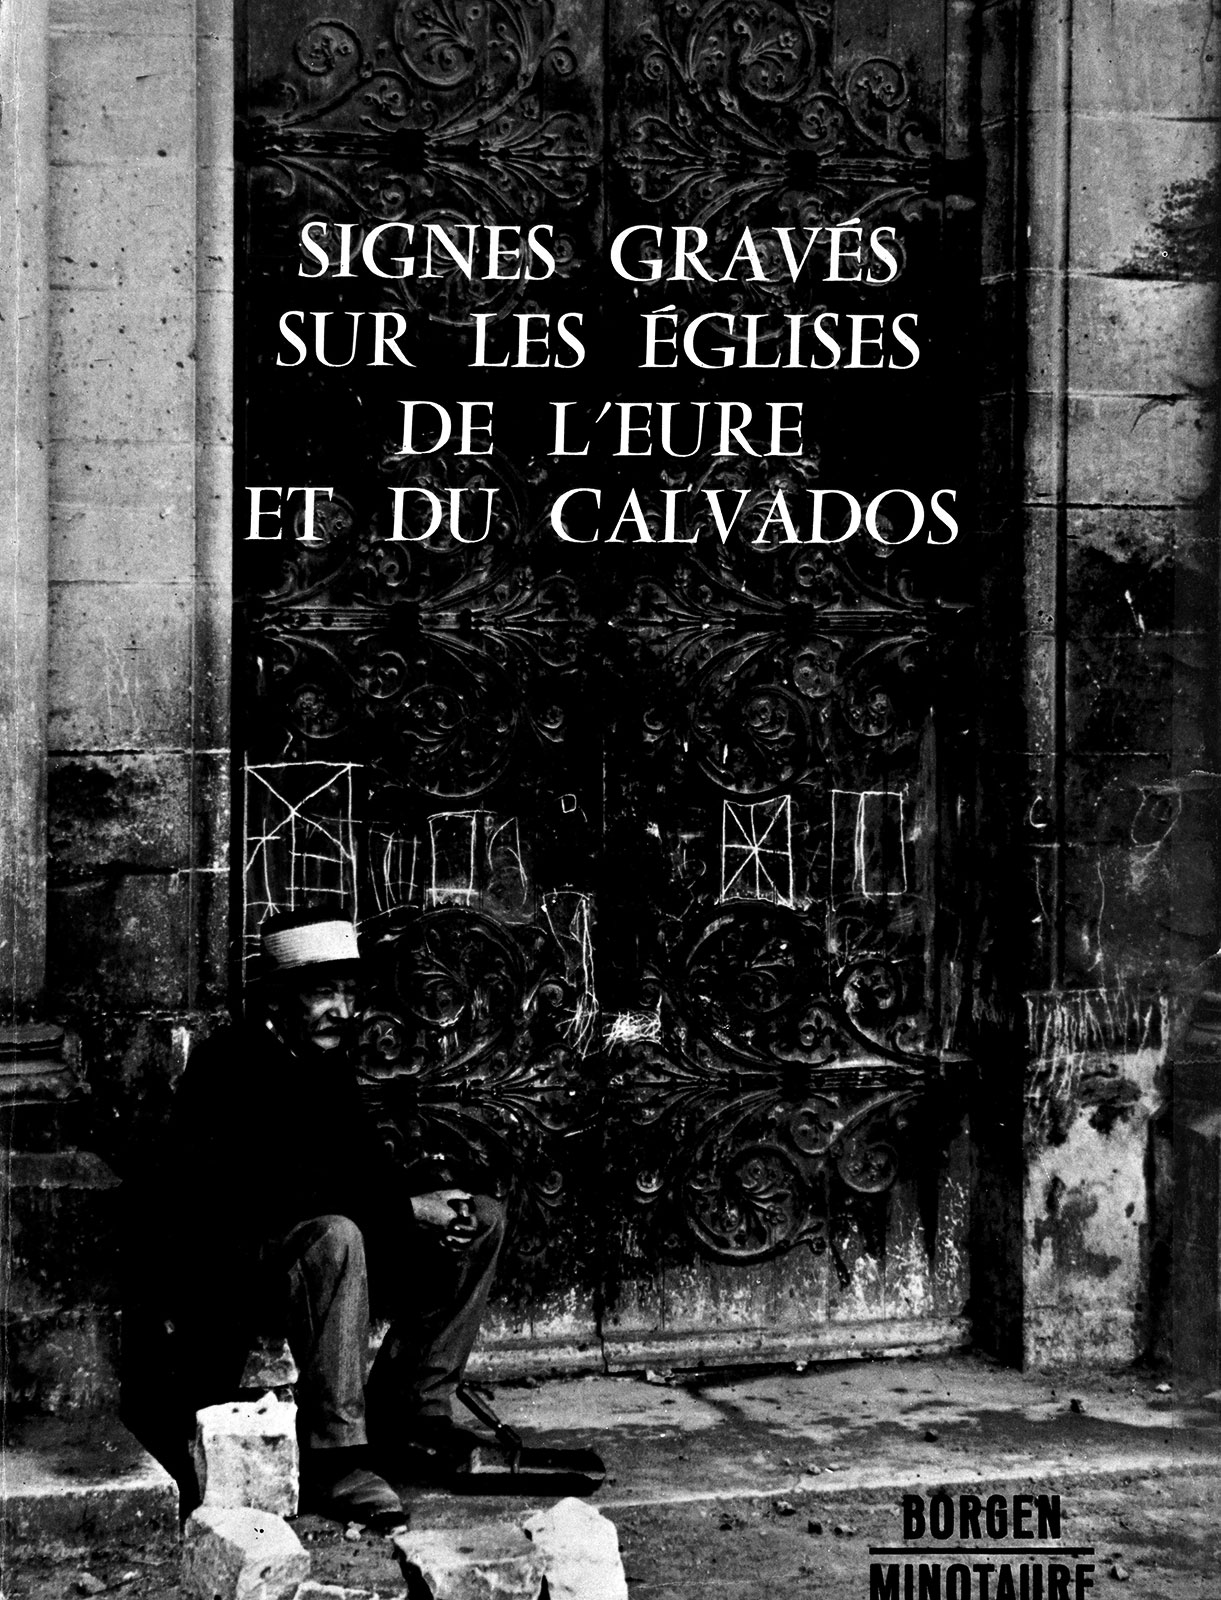 SIGNES GRAVÉS
SUR LES ÉGLISES
DE L'EURE
ET DU CALVADOS
BORGEN
MINOTAURE